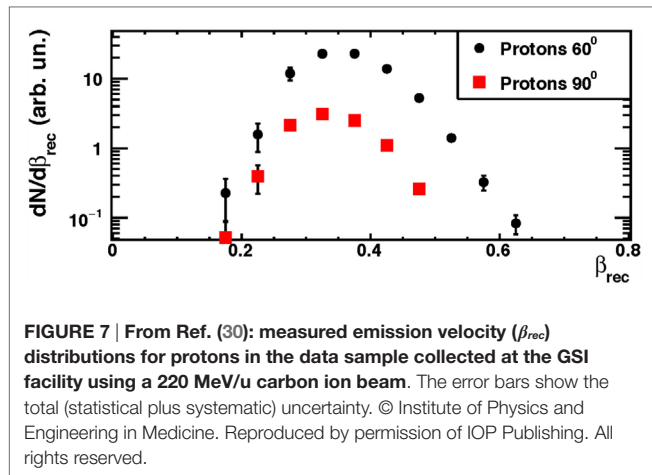 dN/dβrec (arb. un.)
10
1
10⁻¹
Protons 60⁰
Protons 90⁰
0
0.2
0.4
0.6
0.8
βrec
FIGURE 7 | From Ref. (30): measured emission velocity (βrec)
distributions for protons in the data sample collected at the GSI
facility using a 220 MeV/u carbon ion beam. The error bars show the
total (statistical plus systematic) uncertainty. © Institute of Physics and
Engineering in Medicine. Reproduced by permission of IOP Publishing. All
rights reserved.